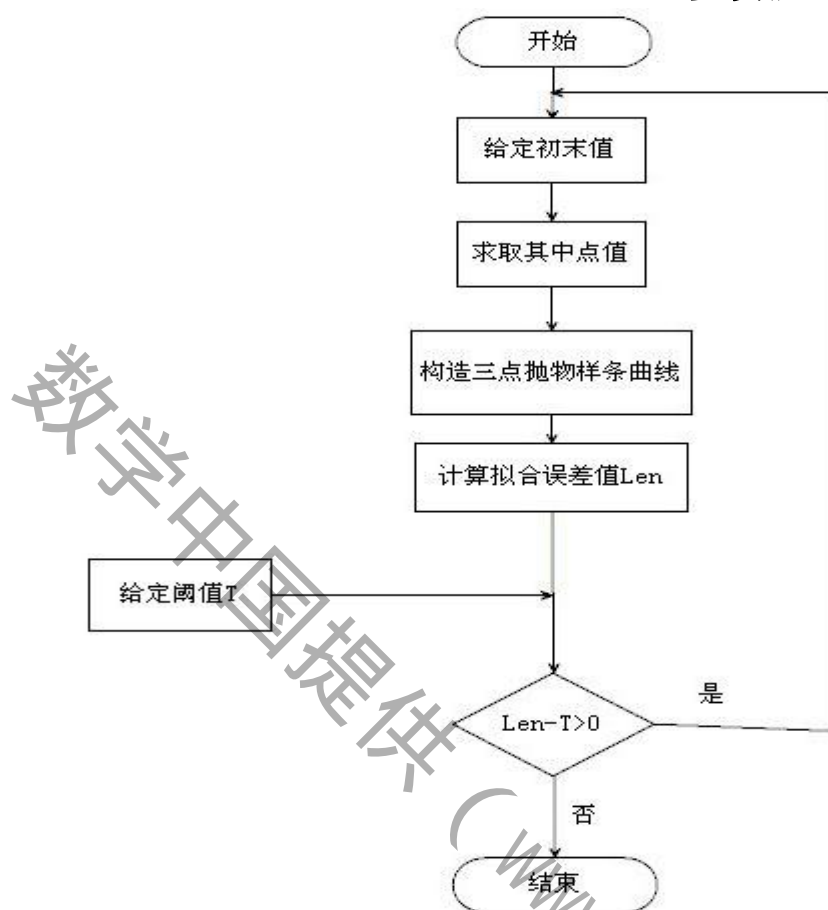 开始
给定初末值
求取其中点值
构造三点抛物样条曲线
计算拟合误差值Len
给定阈值T
Len-T>0
是
否
结束
数学中国提供（www